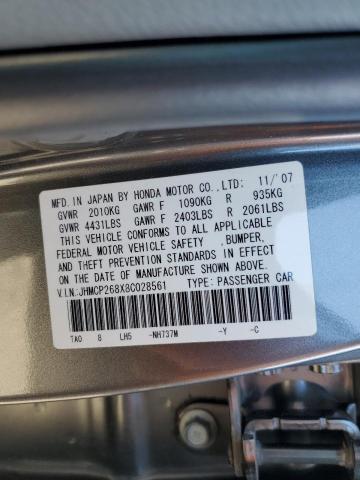 MFD. IN JAPAN BY HONDA MOTOR CO., LTD: 11/'07
GVWR 2010KG GAWR F 1090KG R 935KG
GVWR 4431LBS GAWR F 2403LBS R 2061LBS
THIS VEHICLE CONFORMS TO ALL APPLICABLE
FEDERAL MOTOR VEHICLE SAFETY , BUMPER,
AND THEFT PREVENTION STANDARDS IN EFFECT
ON THE DATE OF MANUFACTURE SHOWN ABOVE.
V.I.N:JHMCP268X8C028561 TYPE: PASSENGER CAR
TA0 8 LH5 -NH737M -Y -C